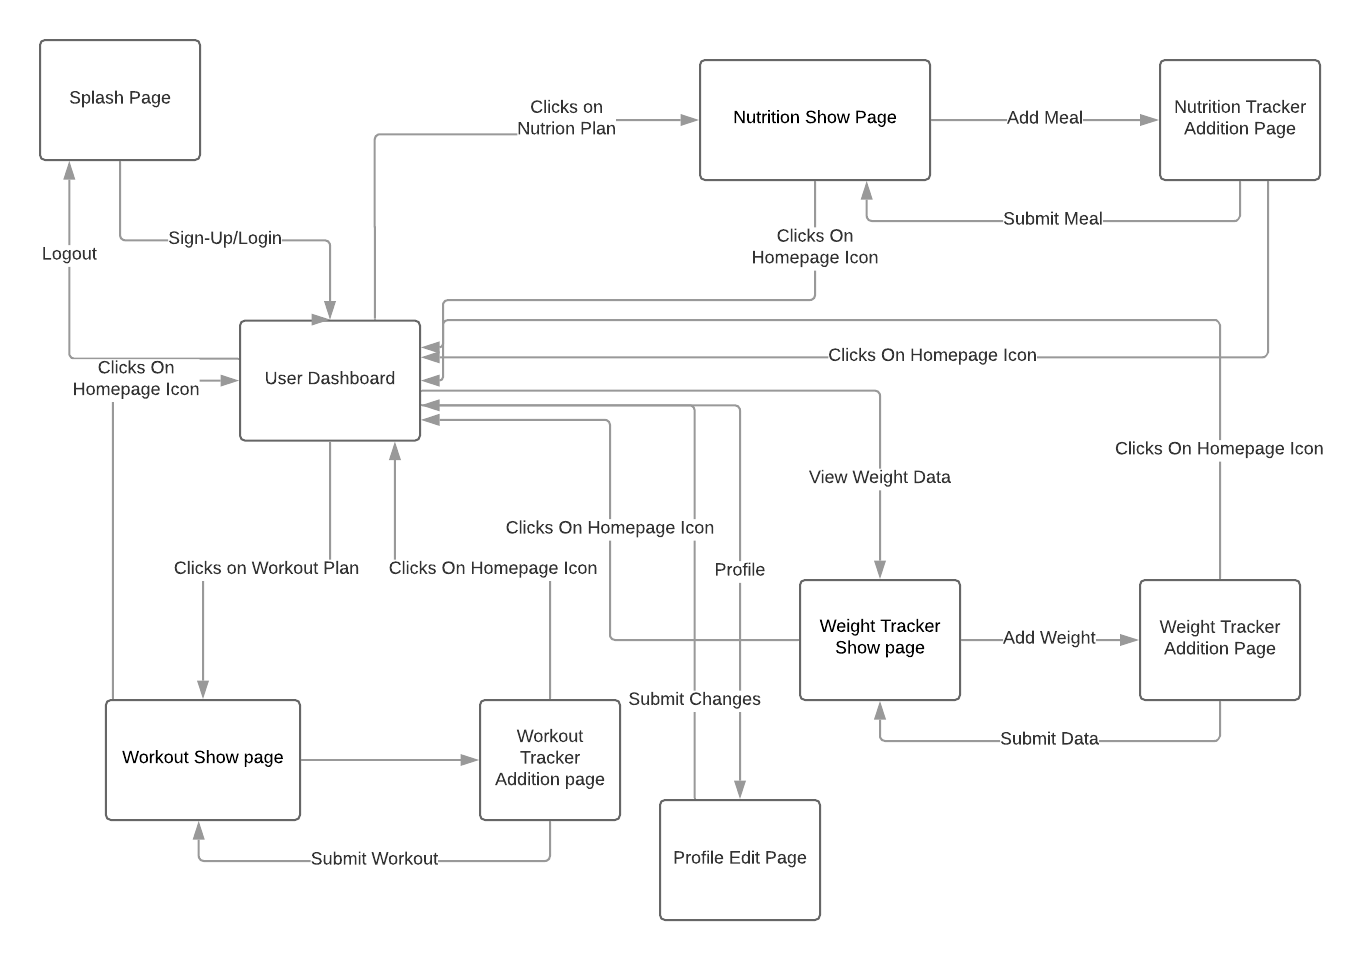 Splash Page
Clicks on
Nutrion Plan
Nutrition Show Page
Add Meal
Nutrition Tracker
Addition Page
Logout
Sign-Up/Login
Clicks On
Homepage Icon
Submit Meal
Clicks On
Homepage Icon
User Dashboard
Clicks On Homepage Icon
Clicks On Homepage Icon
View Weight Data
Clicks On Homepage Icon
Clicks on Workout Plan
Clicks On Homepage Icon
Profile
Weight Tracker
Show page
Add Weight
Weight Tracker
Addition Page
Submit Changes
Submit Data
Workout Show page
Workout
Tracker
Addition page
Submit Workout
Profile Edit Page